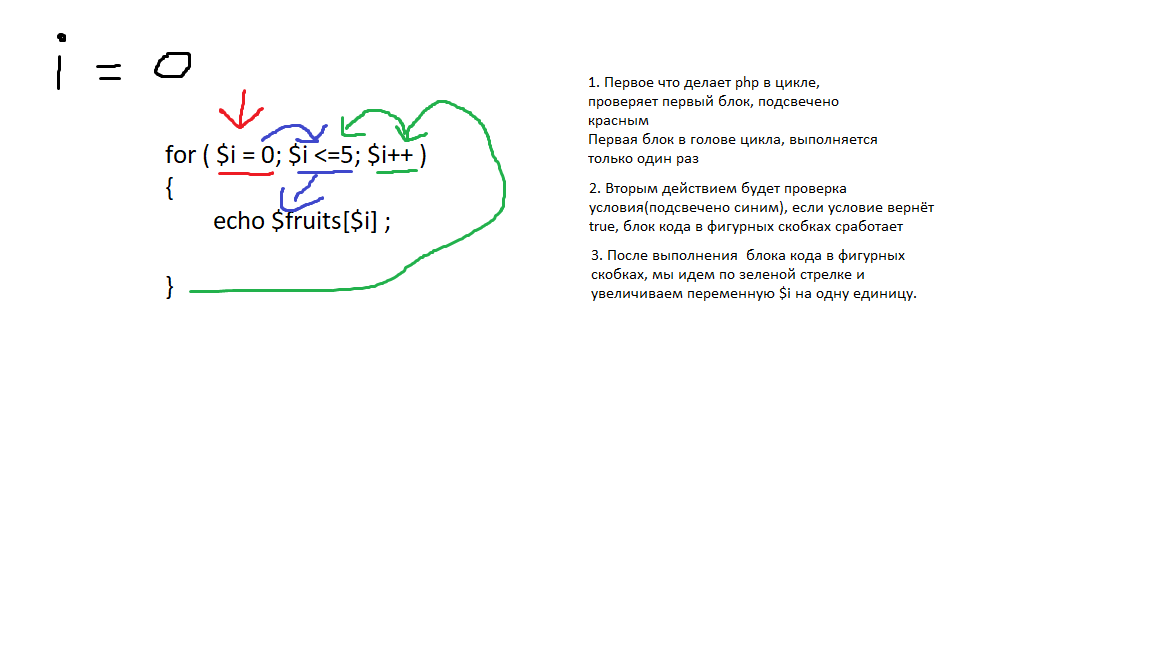 i = 0
for ( $i = 0; $i <=5; $i++ )
{
echo $fruits[$i] ;
}
1. Первое что делает php в цикле,
проверяет первый блок, подсвечено
красным
Первая блок в голове цикла, выполняется
только один раз
2. Вторым действием будет проверка
условия(подсвечено синим), если условие вернёт
true, блок кода в фигурных скобках сработает
3. После выполнения  блока кода в фигурных
скобках, мы идем по зеленой стрелке и
увеличиваем переменную $i на одну единицу.